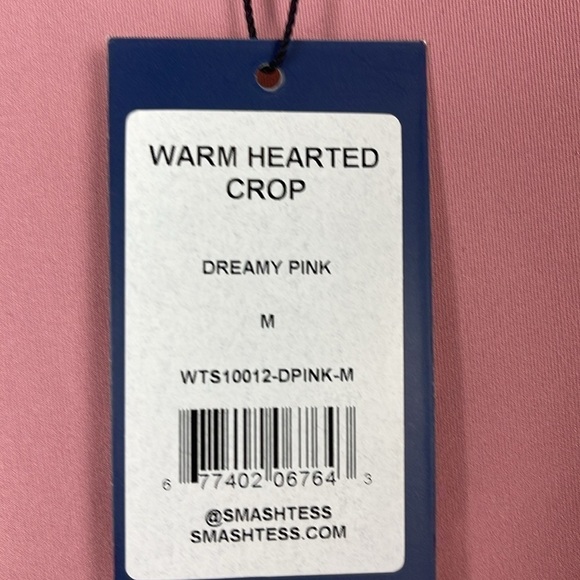 WARM HEARTED
CROP
DREAMY PINK
M
WTS10012-DPINK-M
6 77402 06764 3
@SMASHTESS
SMASHTESS.COM